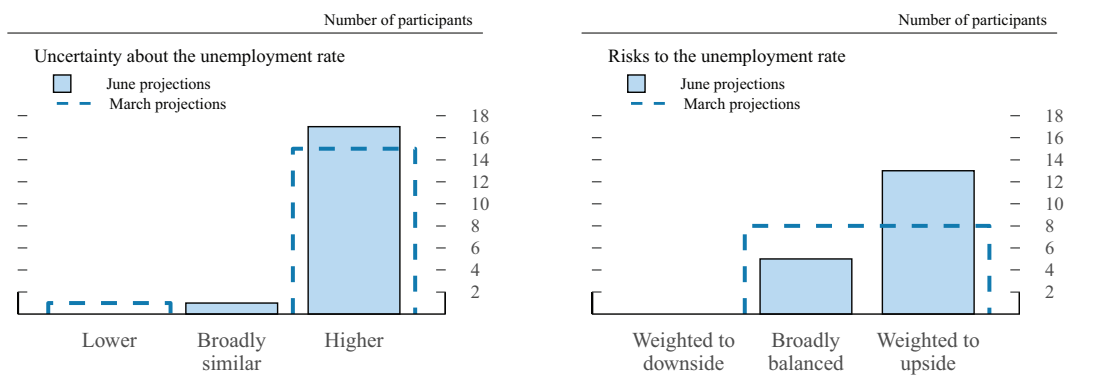 Number of participants
Uncertainty about the unemployment rate
June projections
March projections
18
16
14
12
10
8
6
4
2
Lower
Broadly
similar
Higher
Number of participants
Risks to the unemployment rate
June projections
March projections
18
16
14
12
10
8
6
4
2
Weighted to
downside
Broadly
balanced
Weighted to
upside